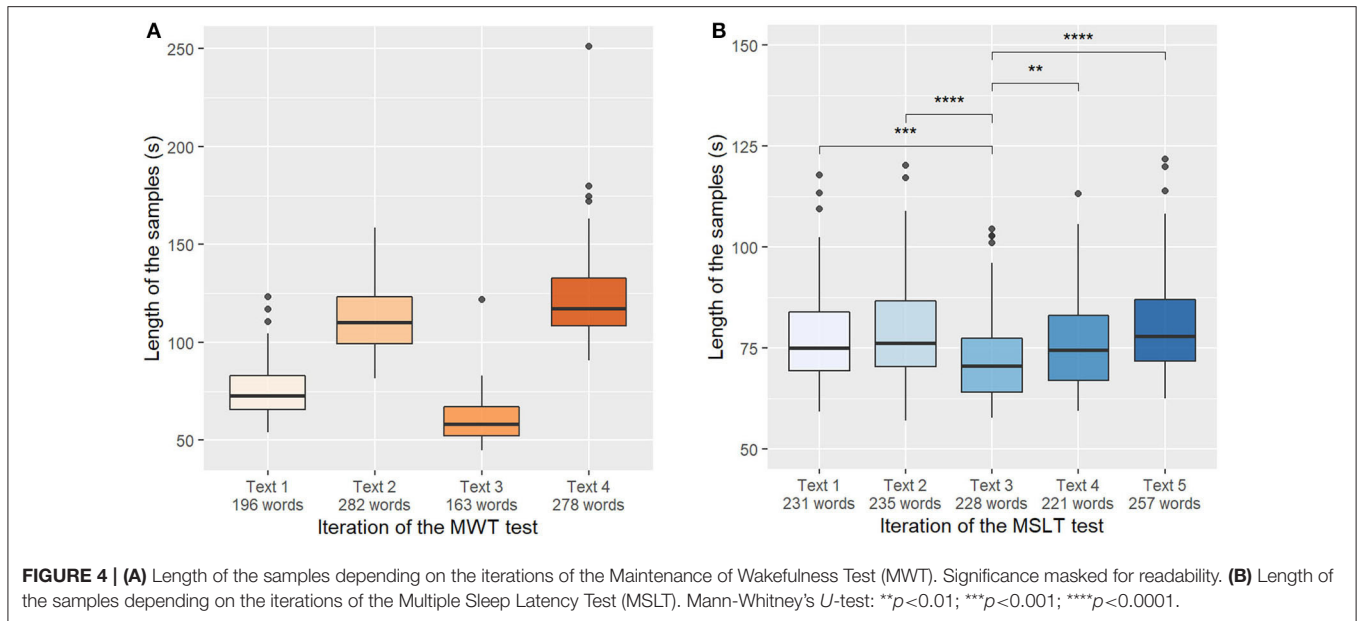 A
Length of the samples (s)
250
200
150
100
50
Text 1
196 words
Text 2
282 words
Text 3
163 words
Text 4
278 words
Iteration of the MWT test
B
Length of the samples (s)
150
125
100
75
50
****
**
****
***
Text 1
231 words
Text 2
235 words
Text 3
228 words
Text 4
221 words
Text 5
257 words
Iteration of the MSLT test
FIGURE 4 | (A) Length of the samples depending on the iterations of the Maintenance of Wakefulness Test (MWT). Significance masked for readability. (B) Length of
the samples depending on the iterations of the Multiple Sleep Latency Test (MSLT). Mann-Whitney's U-test: **p<0.01; ***p<0.001; ****p<0.0001.